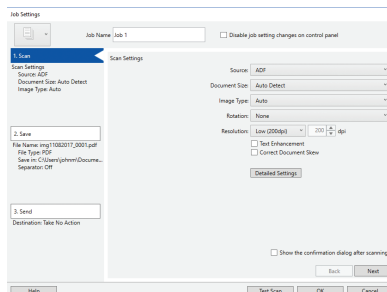 Job Settings
Job Name Job 1
Disable job setting changes on control panel
1. Scan
Scan Settings
Source: ADF
Document Size: Auto Detect
Image Type: Auto
2. Save
File Name: img11082017_0001.pdf
File Type: PDF
Save in: C:\Users\johnm\Docume...
Separator: Off
3. Send
Destination: Take No Action
Scan Settings
Source: ADF
Document Size: Auto Detect
Image Type: Auto
Rotation: None
Resolution: Low (200dpi) 200 dpi
Text Enhancement
Correct Document Skew
Detailed Settings
Show the confirmation dialog after scanning
Back Next
Help Test Scan OK Cancel